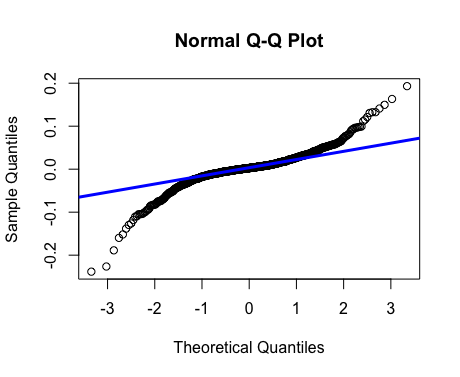 Normal Q-Q Plot
Sample Quantiles
0.2
0.1
0.0
-0.1
-0.2
-3 -2 -1 0 1 2 3
Theoretical Quantiles